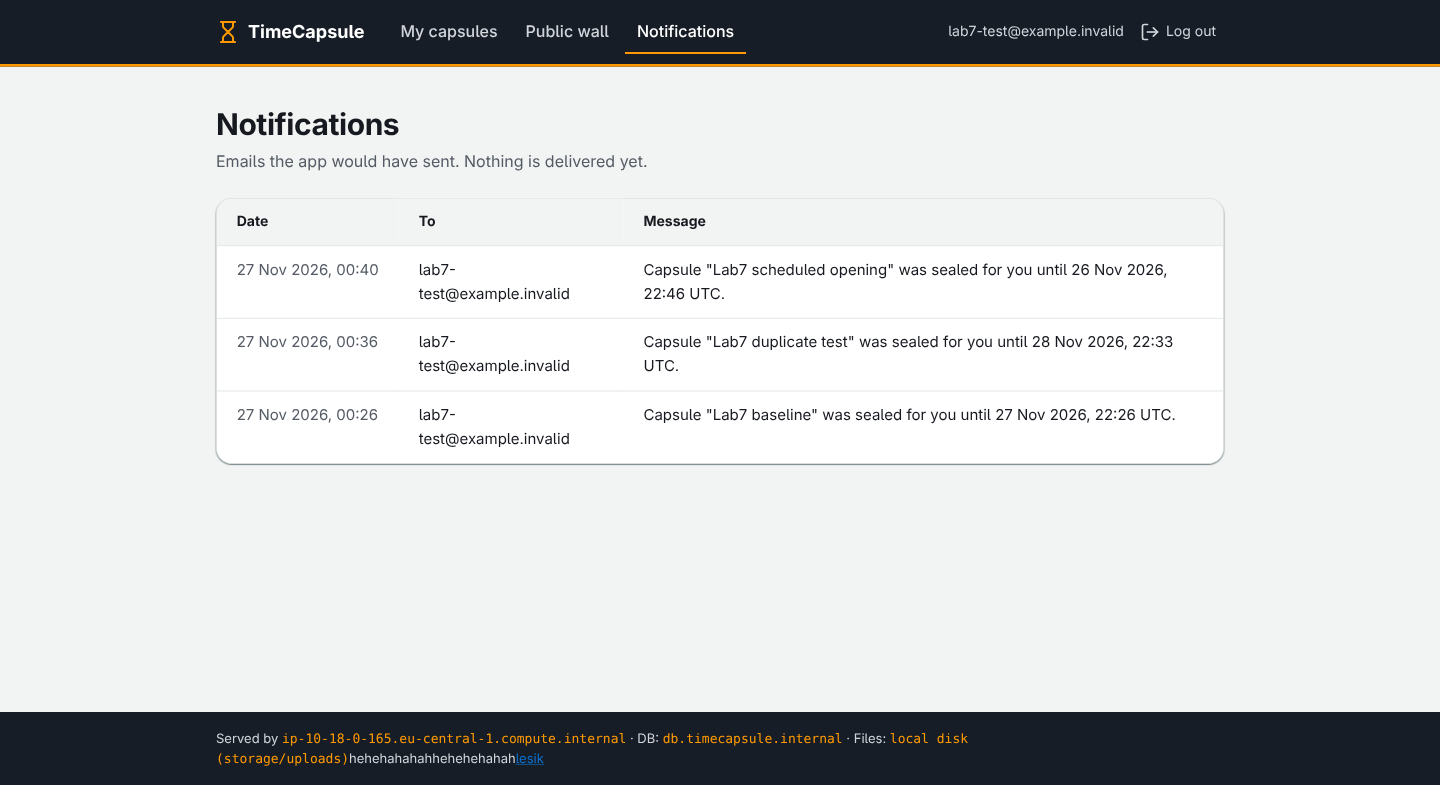 TimeCapsule My capsules Public wall Notifications lab7-test@example.invalid Log out
Notifications
Emails the app would have sent. Nothing is delivered yet.
Date To Message
27 Nov 2026, 00:40 lab7- Capsule "Lab7 scheduled opening" was sealed for you until 26 Nov 2026,
test@example.invalid 22:46 UTC.
27 Nov 2026, 00:36 lab7- Capsule "Lab7 duplicate test" was sealed for you until 28 Nov 2026, 22:33
test@example.invalid UTC.
27 Nov 2026, 00:26 lab7- Capsule "Lab7 baseline" was sealed for you until 27 Nov 2026, 22:26 UTC.
test@example.invalid
Served by ip-10-18-0-165.eu-central-1.compute.internal · DB: db.timecapsule.internal · Files: local disk
(storage/uploads)hehehahahahhehehehahahlesik